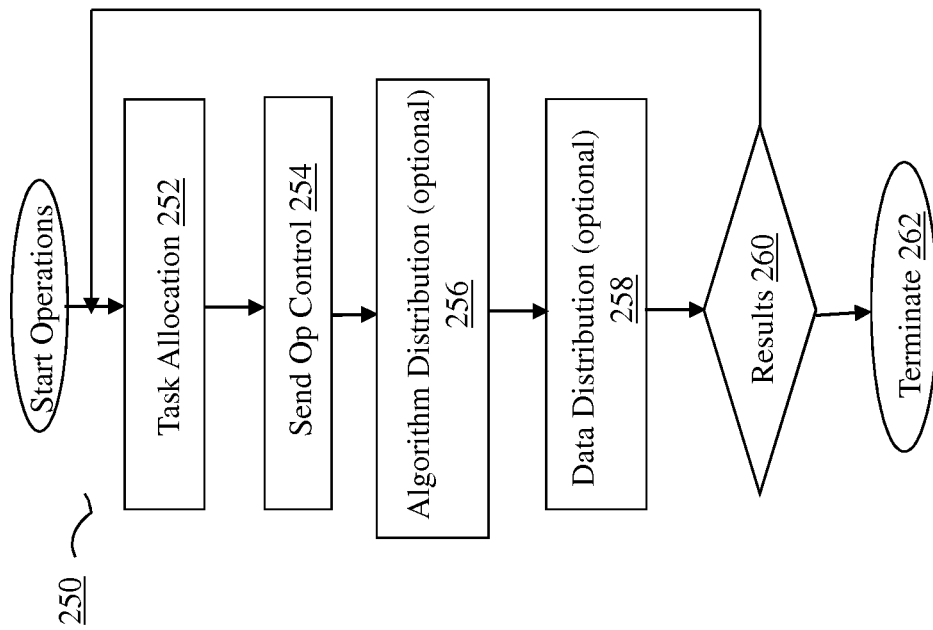 250
Start Operations
Task Allocation 252
Send Op Control 254
Algorithm Distribution (optional)
256
Data Distribution (optional)
258
Results 260
Terminate 262